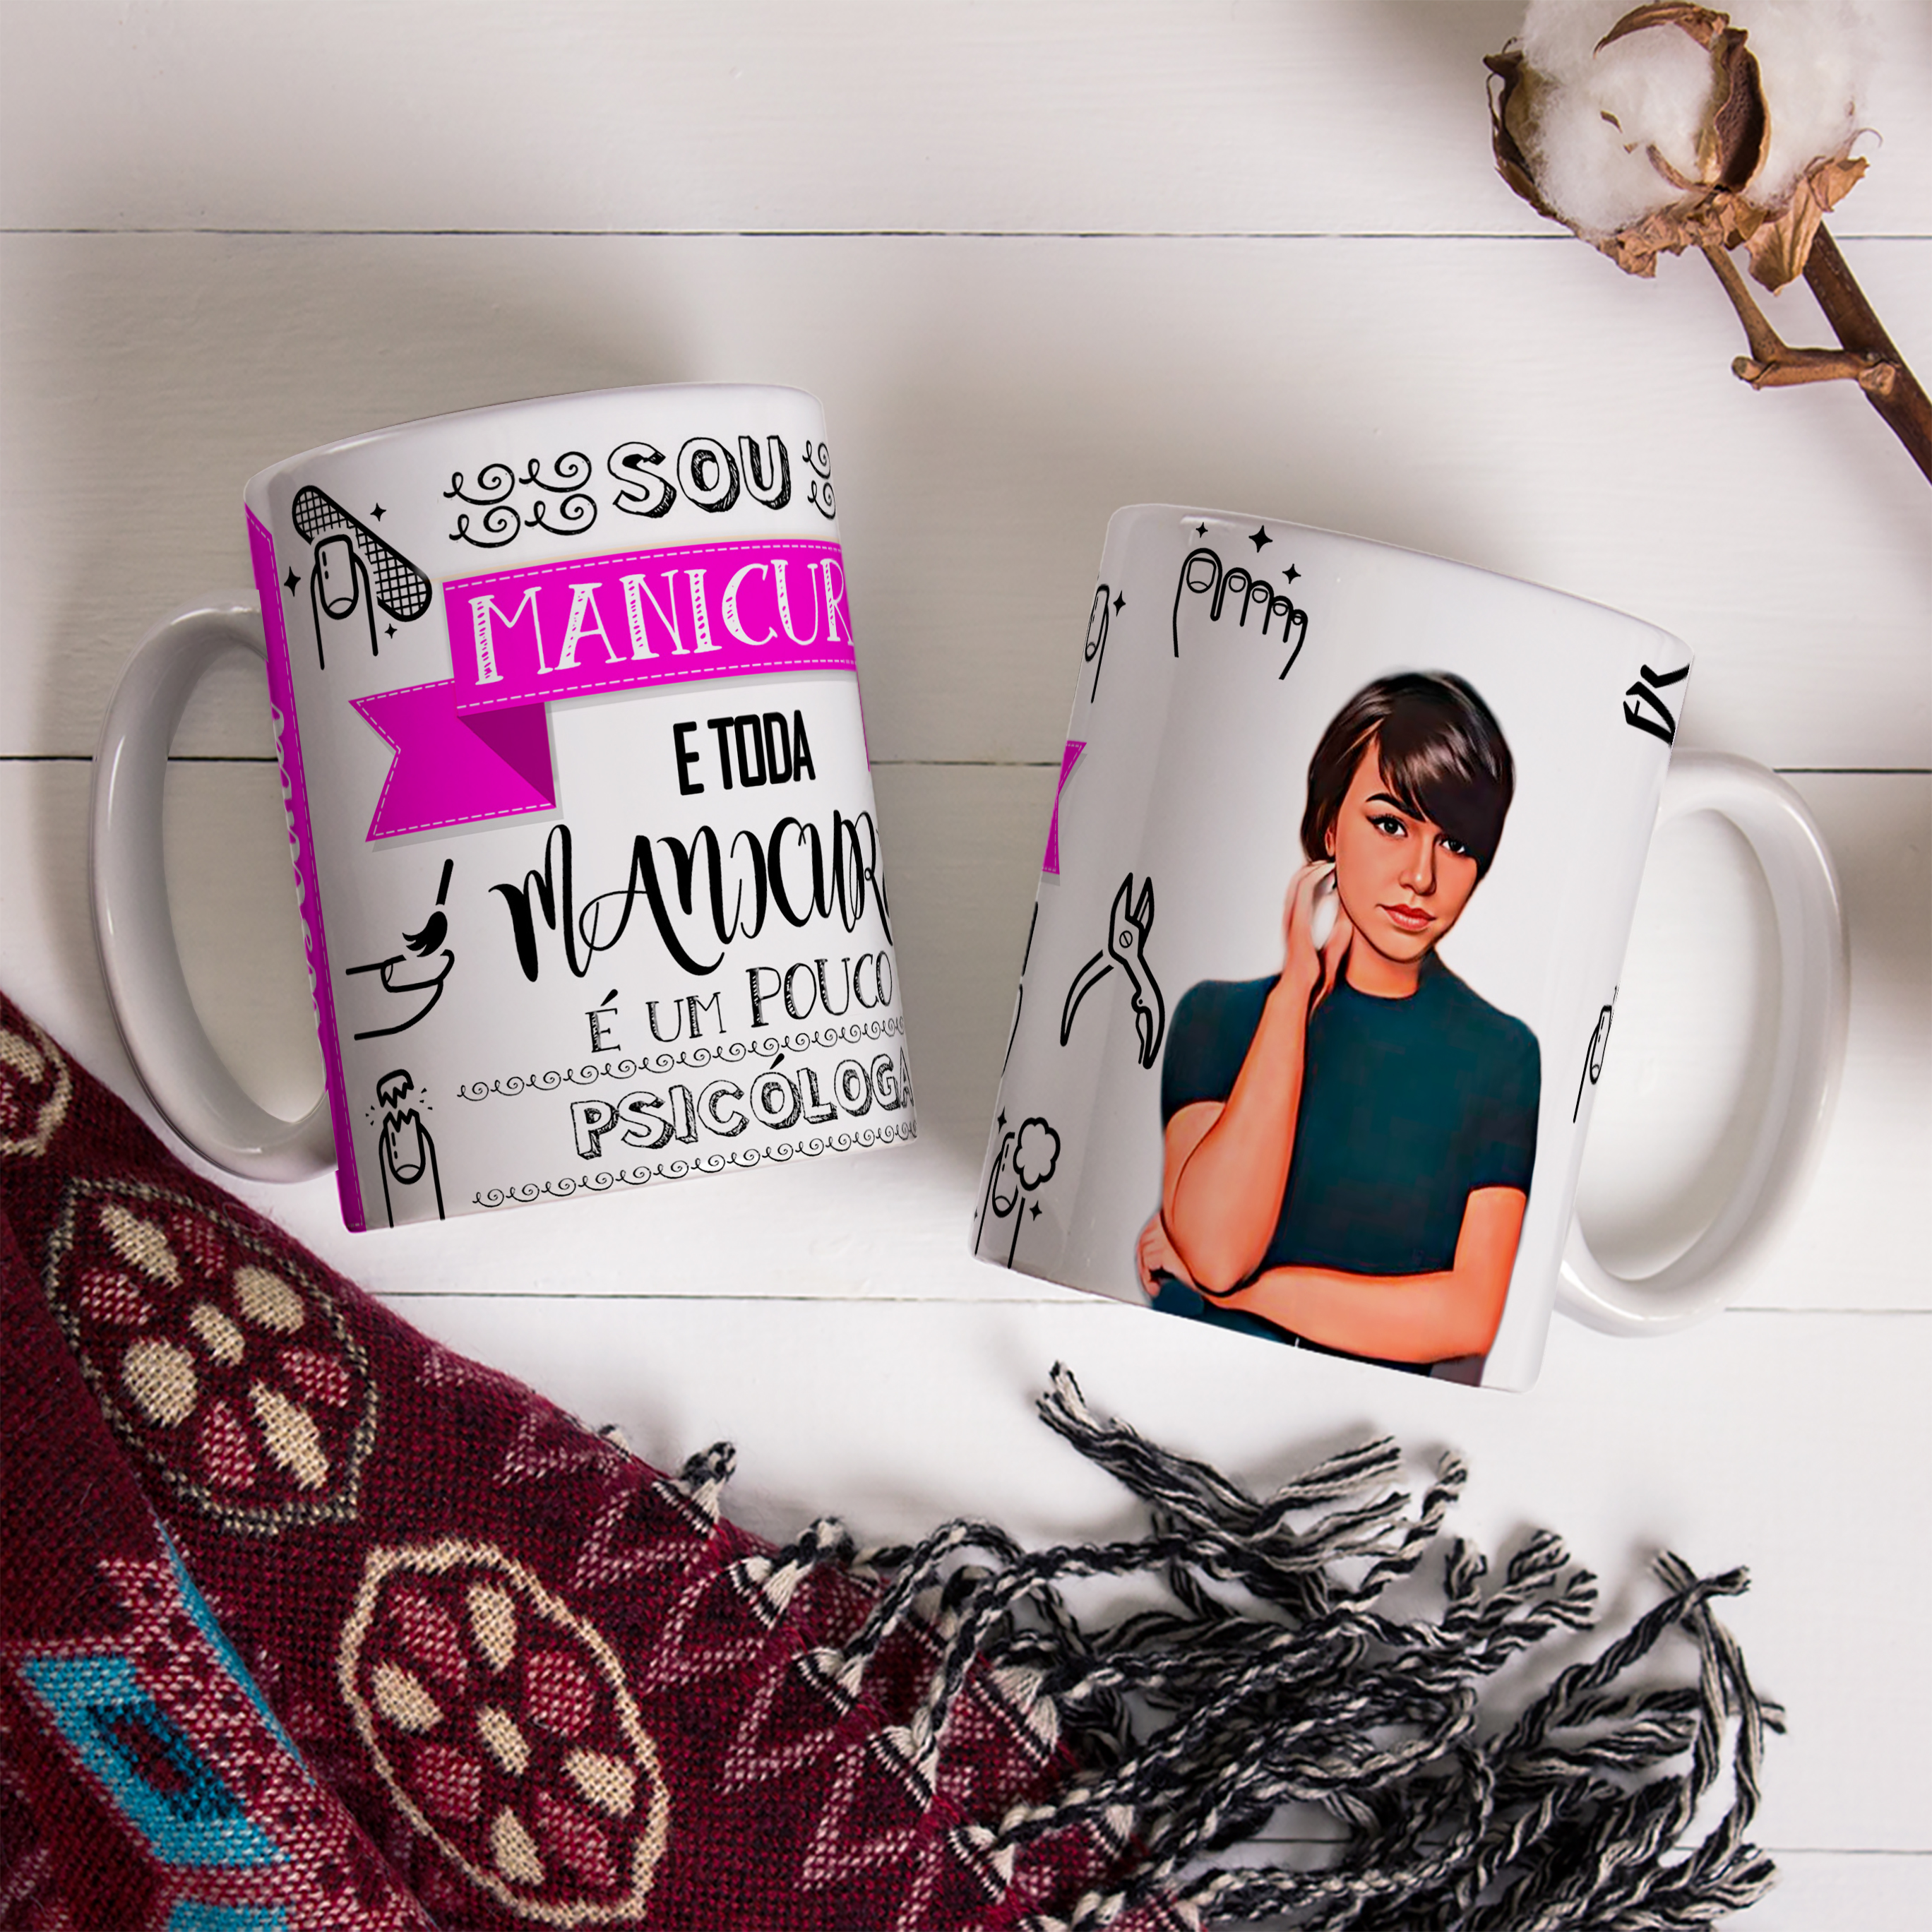 SOU
MANICUR
E TODA
MANICUR
É UM POUCO
PSICÓLOGA